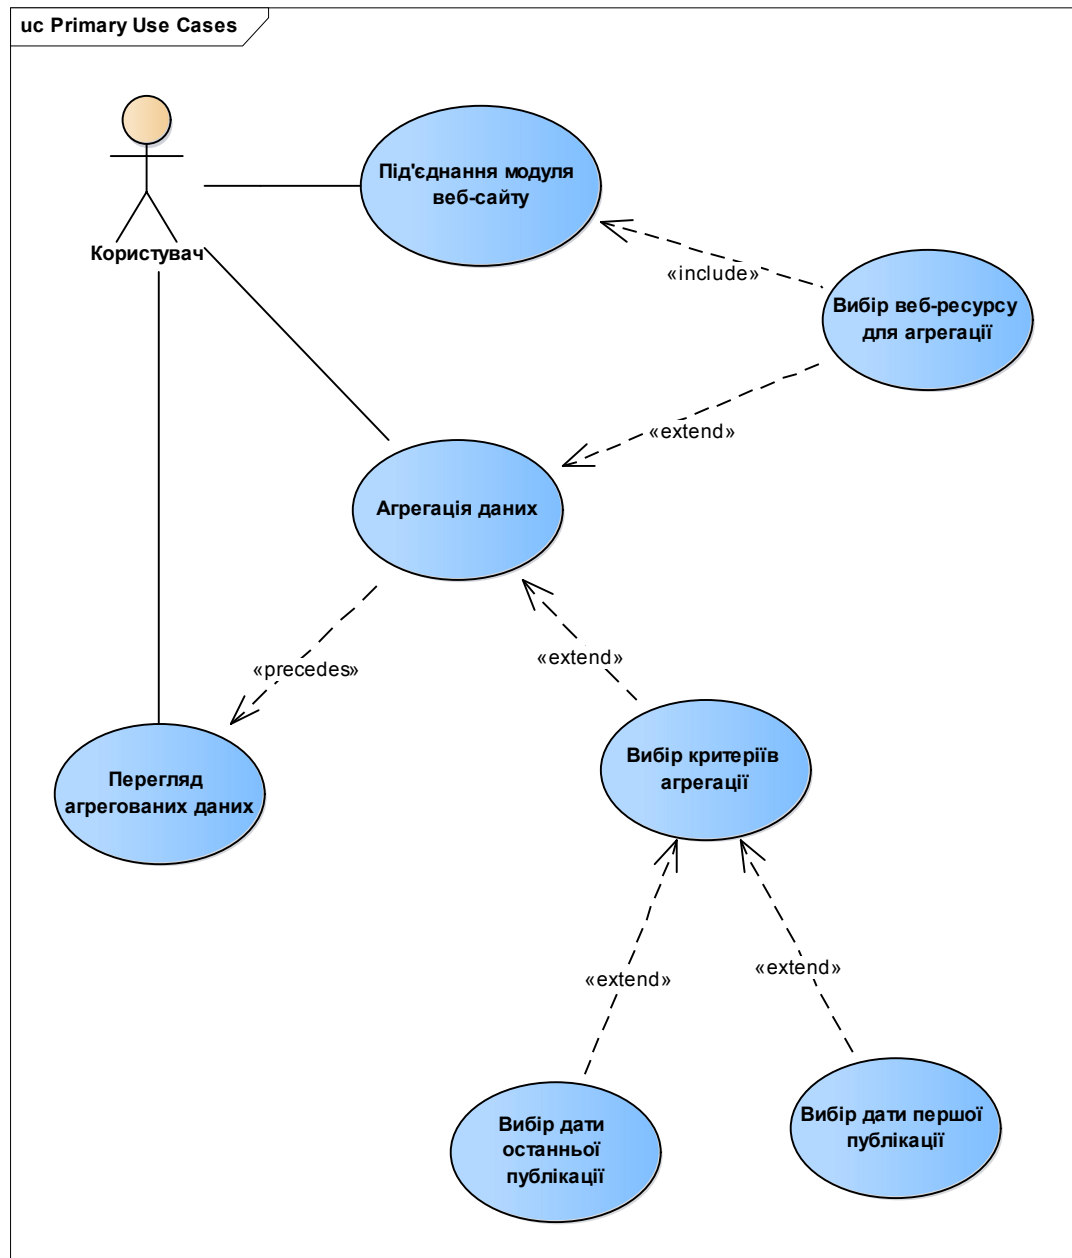 uc Primary Use Cases
Під'єднання модуля
веб-сайту
Користувач
«include»
Вибір веб-ресурсу
для агрегації
«extend»
Агрегація даних
«precedes»
«extend»
Перегляд
агрегованих даних
Вибір критеріїв
агрегації
«extend»
«extend»
Вибір дати
останньої
публікації
Вибір дати першої
публікації